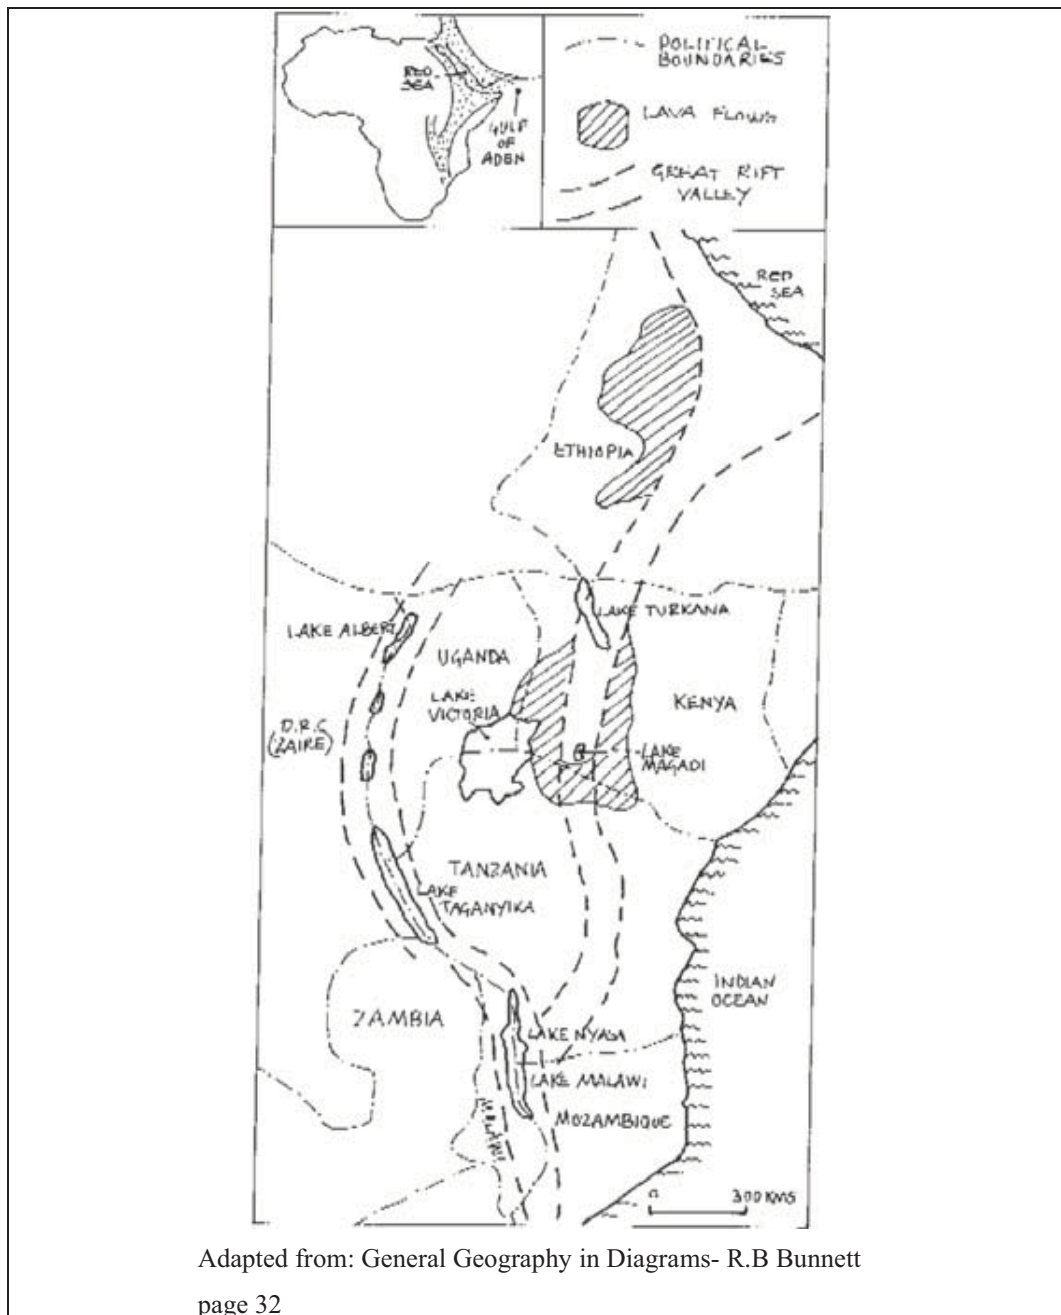 RED
SEA
GULF
OF
ADEN
POLITICAL
BOUNDARIES
LAVA FLOWS
GREAT RIFT
VALLEY
RED
SEA
ETHIOPIA
LAKE TURKANA
LAKE ALBERT
UGANDA
LAKE
VICTORIA
KENYA
D.R.C
(ZAIRE)
LAKE
MAGADI
TANZANIA
LAKE
TAGANYIKA
INDIAN
OCEAN
ZAMBIA
LAKE NYASA
LAKE MALAWI
MALAWI
MOZAMBIQUE
0 300 KMS
Adapted from: General Geography in Diagrams- R.B Bunnett
page 32